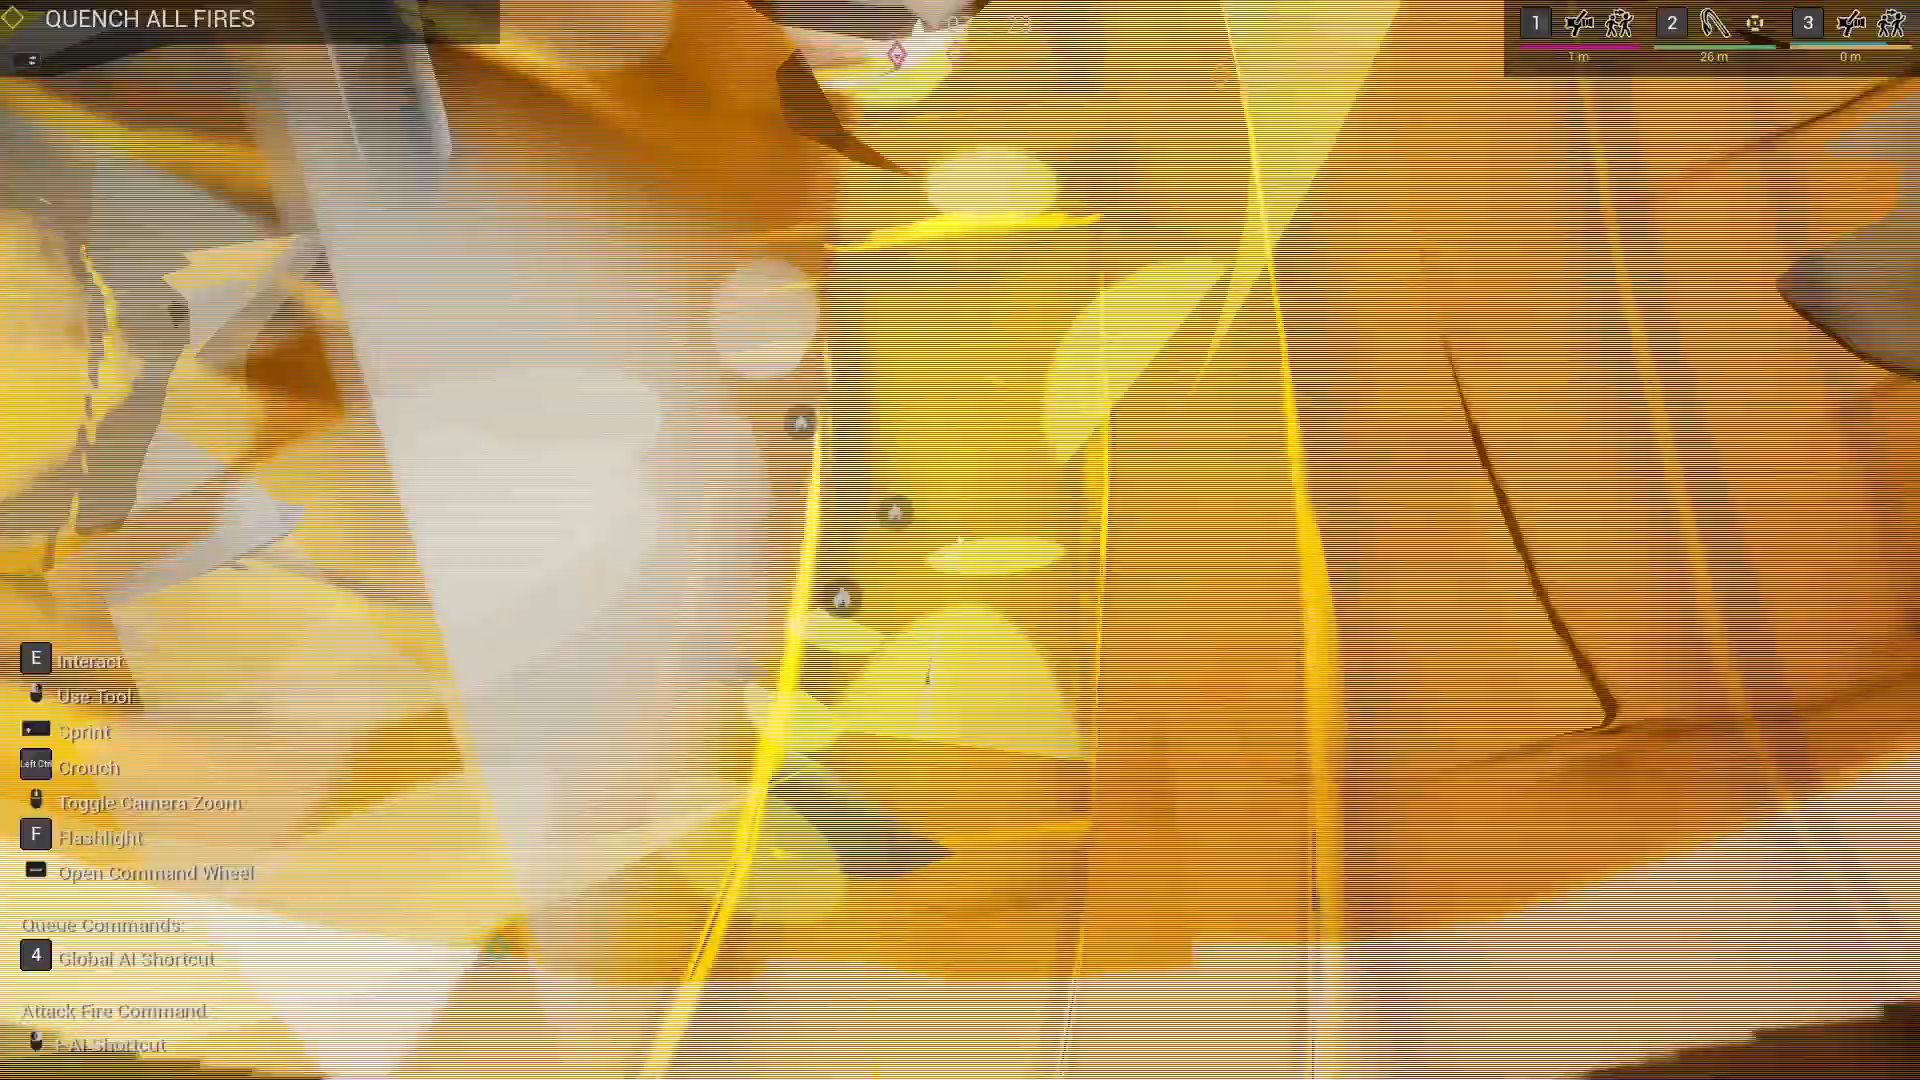 QUENCH ALL FIRES
1 2 3
1 m 26 m 0 m
E Interact
Use Tool
Sprint
Left Ctrl Crouch
Toggle Camera Zoom
F Flashlight
Open Command Wheel
Queue Commands:
4 Global AI Shortcut
Attack Fire Command
+ AI Shortcut